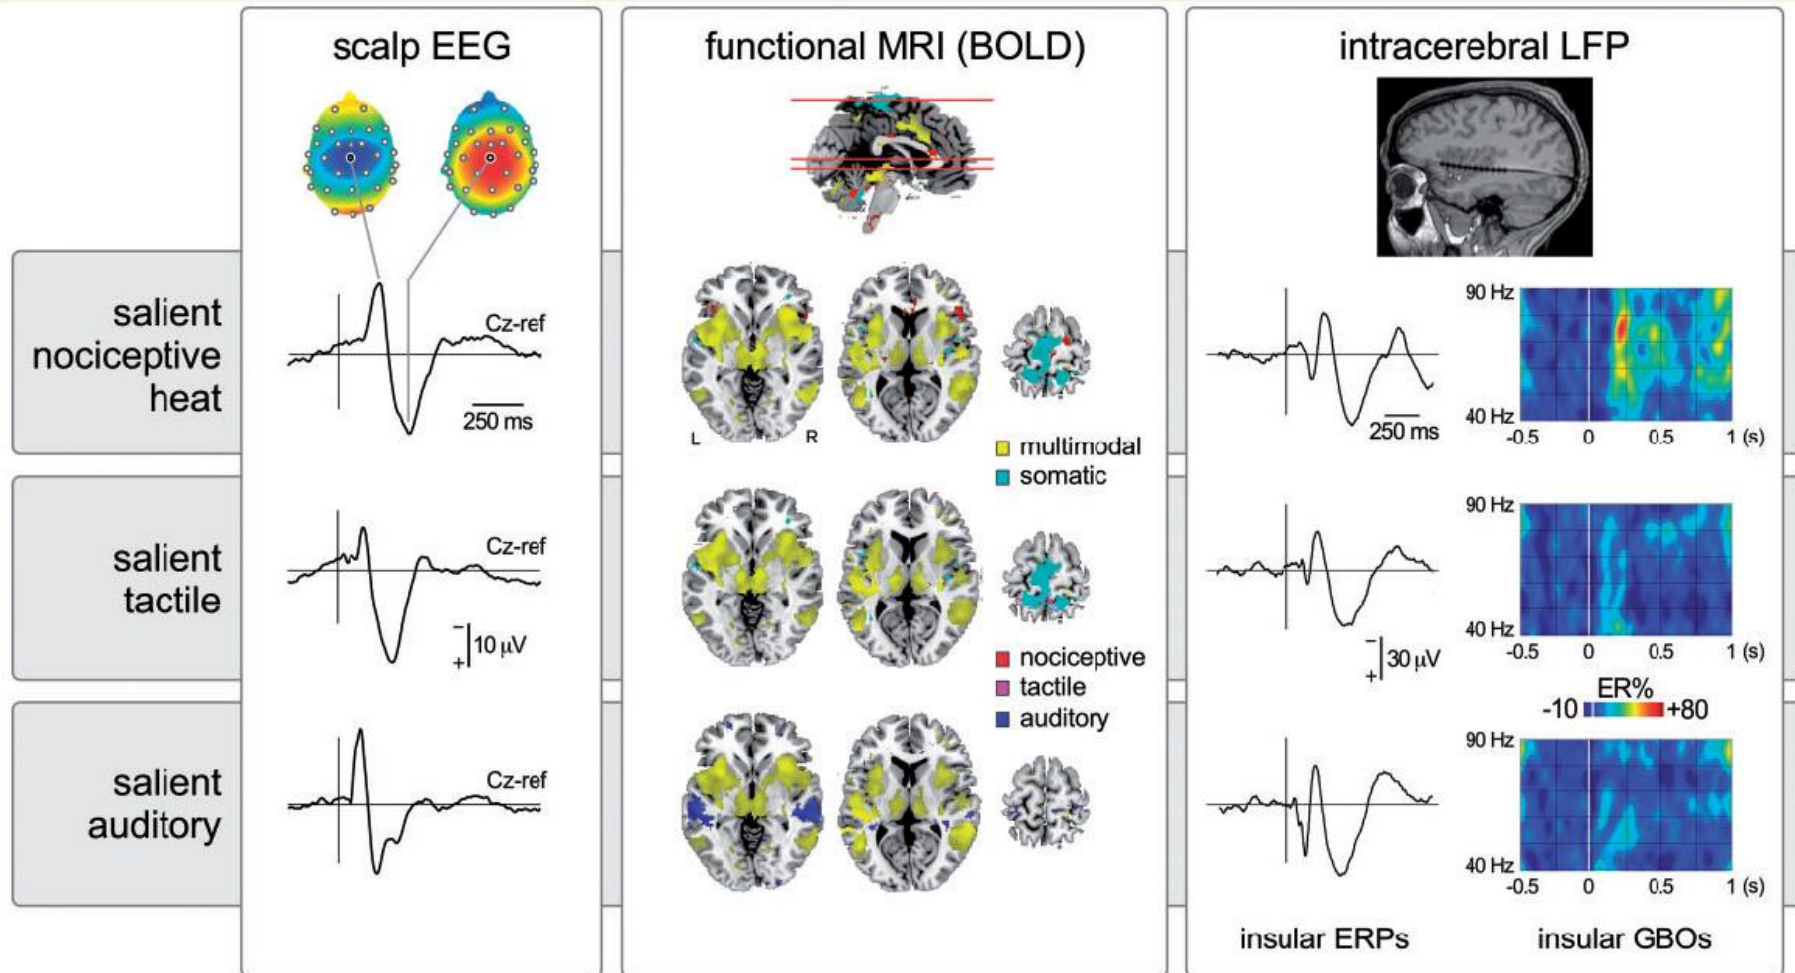 scalp EEG
functional MRI (BOLD)
intracerebral LFP
salient
nociceptive
heat
Cz-ref
250 ms
L
R
multimodal
somatic
250 ms
90 Hz
40 Hz
-0.5
0
0.5
1 (s)
salient
tactile
Cz-ref
−
+
10 µV
nociceptive
tactile
auditory
−
+
30 µV
90 Hz
40 Hz
-0.5
0
0.5
1 (s)
ER%
-10
+80
salient
auditory
Cz-ref
90 Hz
40 Hz
-0.5
0
0.5
1 (s)
insular ERPs
insular GBOs